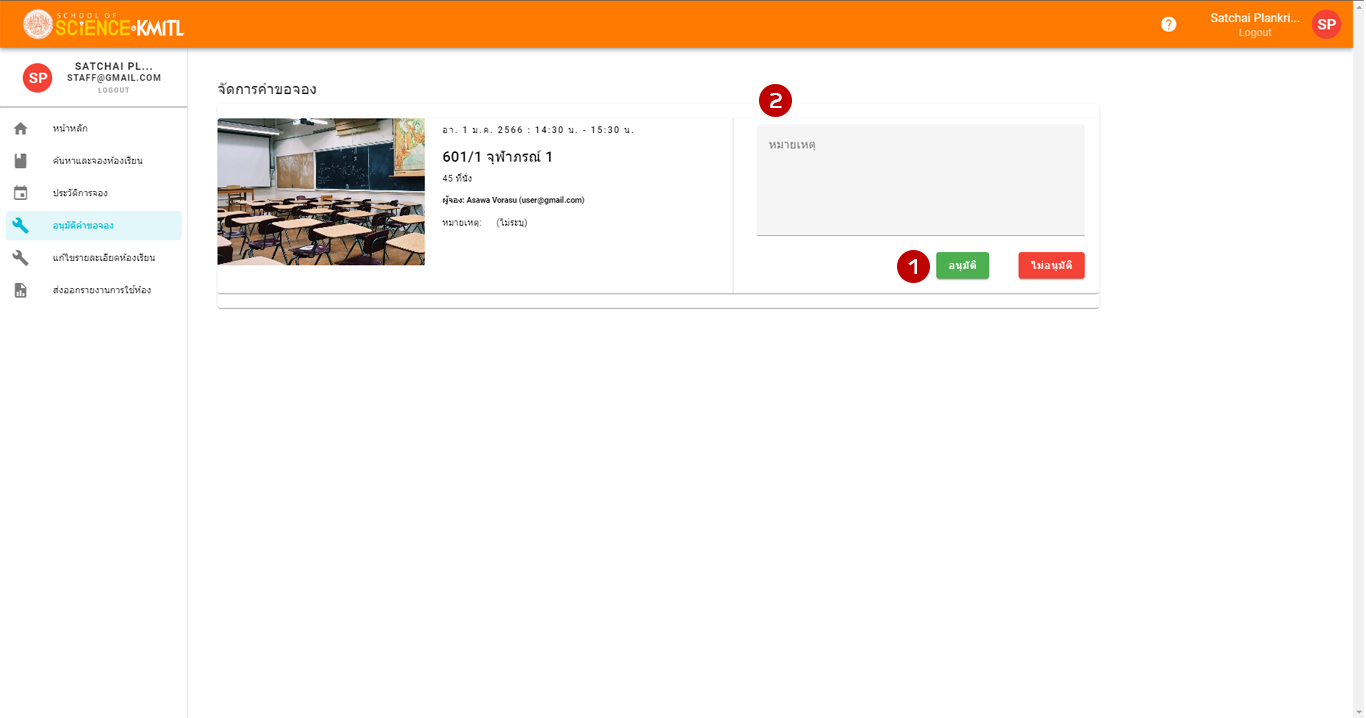 SCHOOL OF
SCIENCE KMITL
Satchai Plankri...
Logout
SP
SP
SATCHAI PL...
STAFF@GMAIL.COM
LOGOUT
หน้าหลัก
ค้นหาและจองห้องเรียน
ประวัติการจอง
อนุมัติคำขอจอง
แก้ไขรายละเอียดห้องเรียน
ส่งออกรายงานการใช้ห้อง
จัดการคำขอจอง
อา. 1 ม.ค. 2566 : 14:30 น. - 15:30 น.
601/1 จุฬาภรณ์ 1
45 ที่นั่ง
ผู้จอง: Asawa Vorasu (user@gmail.com)
หมายเหตุ: (ไม่ระบุ)
2
หมายเหตุ
1
อนุมัติ
ไม่อนุมัติ